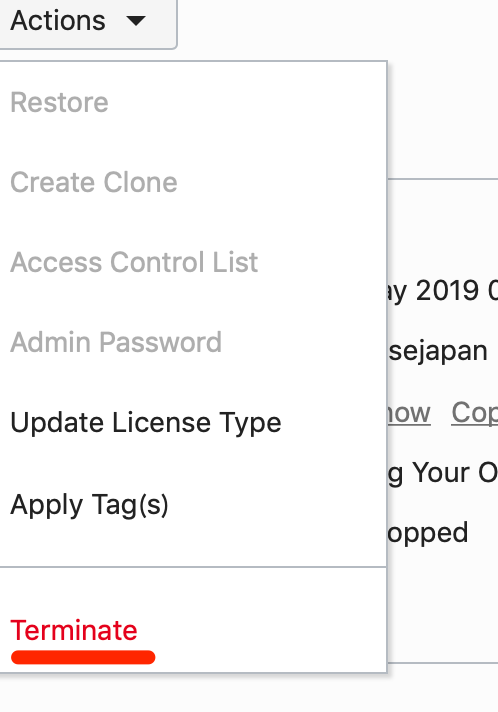 Actions
Restore
Create Clone
Access Control List
ay 2019
Admin Password
sejapan
Update License Type
how Cop
g Your O
Apply Tag(s)
opped
Terminate